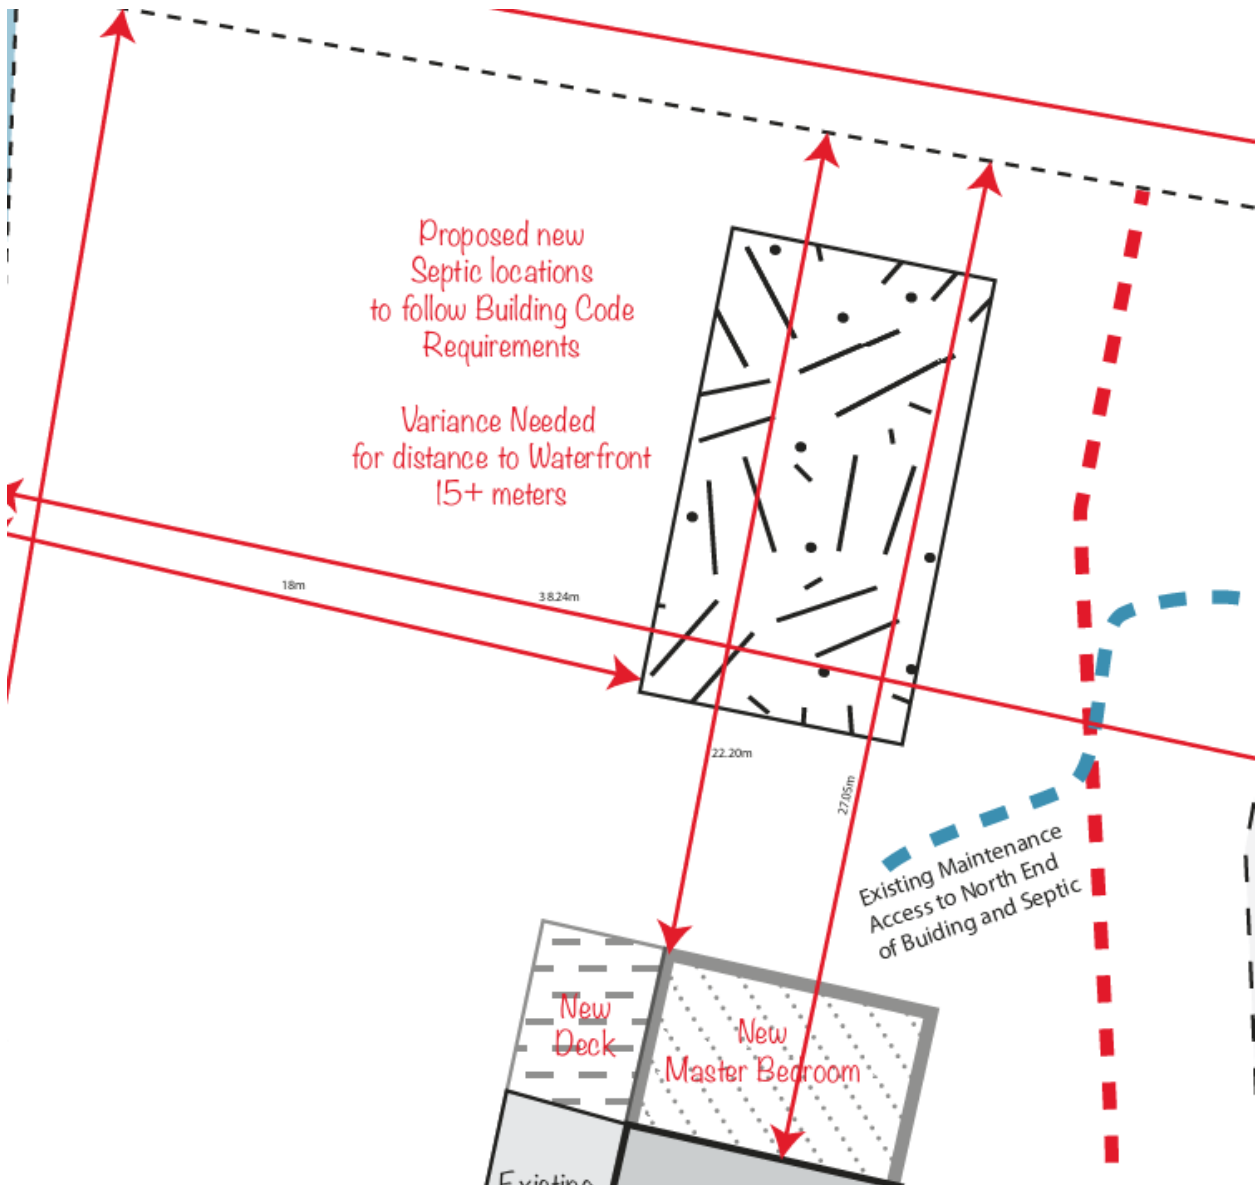 Proposed new
Septic locations
to follow Building Code
Requirements
Variance Needed
for distance to Waterfront
15+ meters
18m
38.24m
22.20m
27.05m
Existing Maintenance
Access to North End
of Buiding and Septic
New
Deck
New
Master Bedroom
Existing